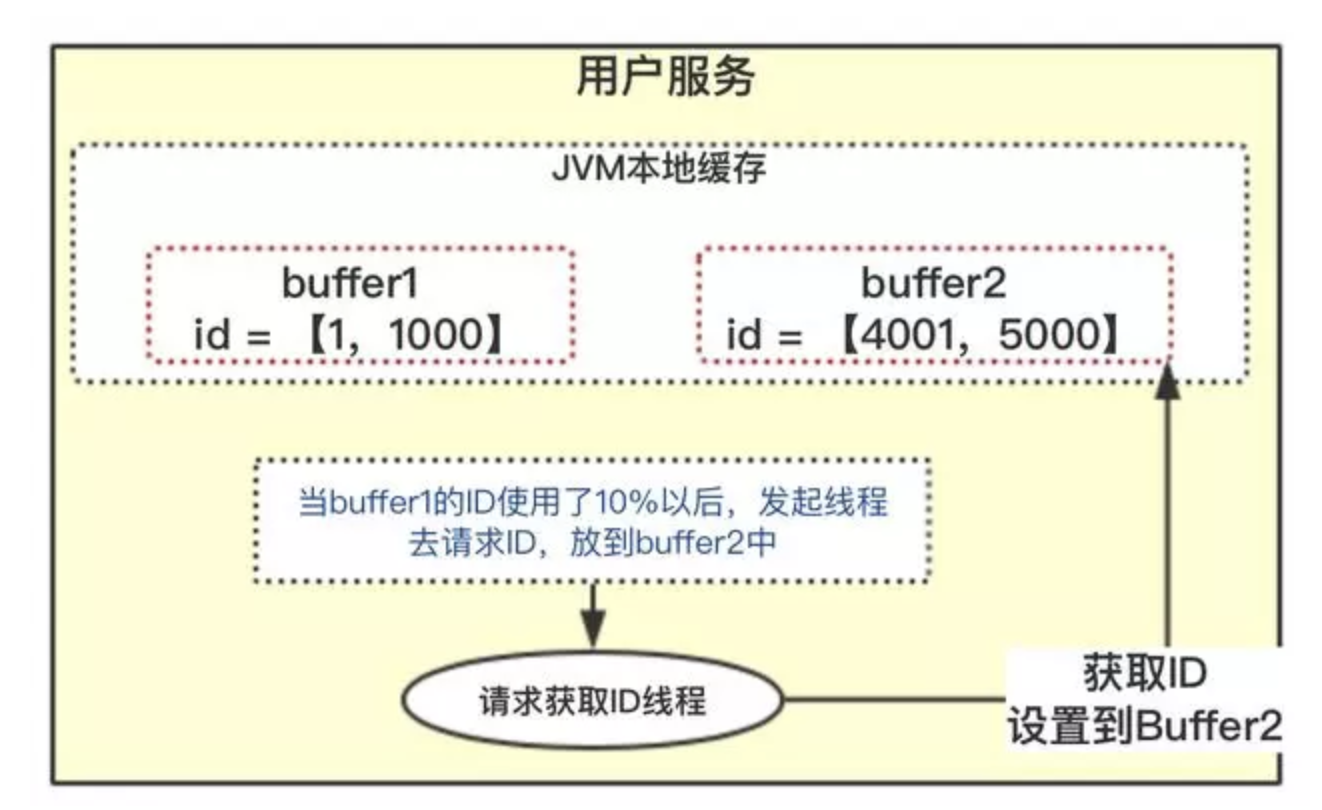 用户服务
JVM本地缓存
buffer1
id = 【1，1000】
buffer2
id = 【4001，5000】
当buffer1的ID使用了10%以后，发起线程
去请求ID，放到buffer2中
请求获取ID线程
获取ID
设置到Buffer2